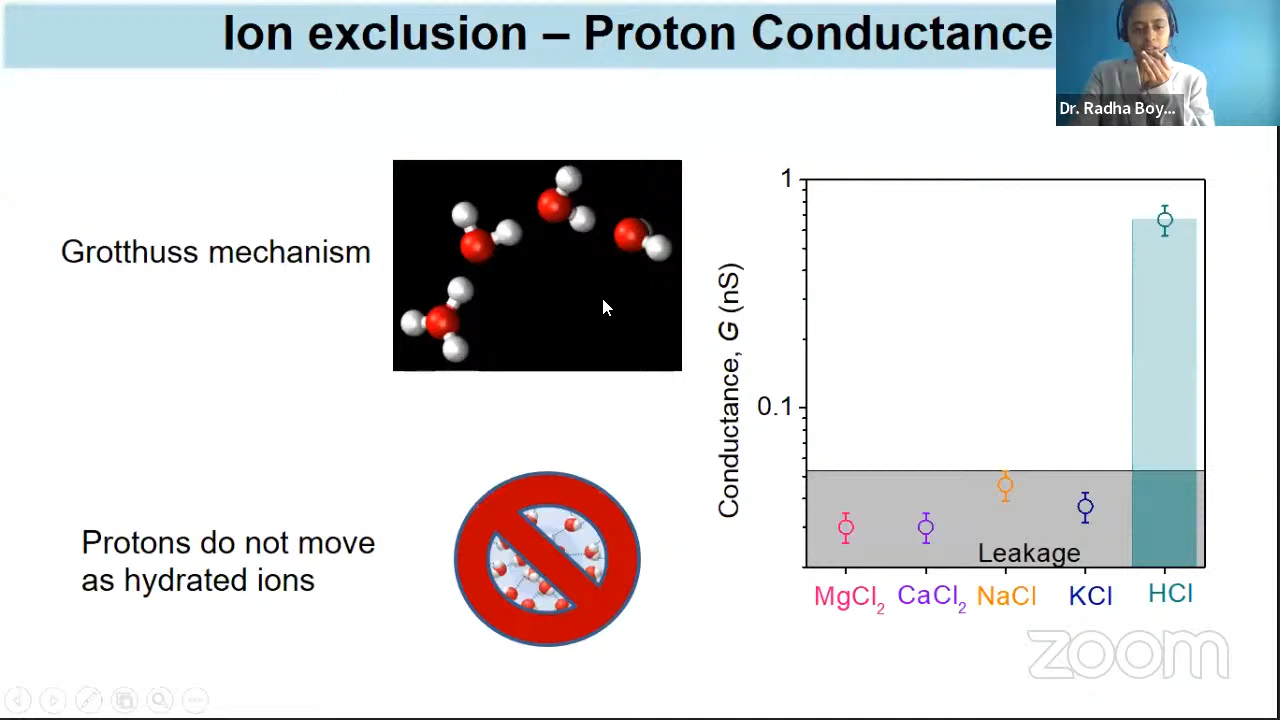 Ion exclusion – Proton Conductance
Dr. Radha Boy...
Grotthuss mechanism
Protons do not move
as hydrated ions
Conductance, G (nS)
1
0.1
Leakage
MgCl₂ CaCl₂ NaCl KCl HCl
zoom